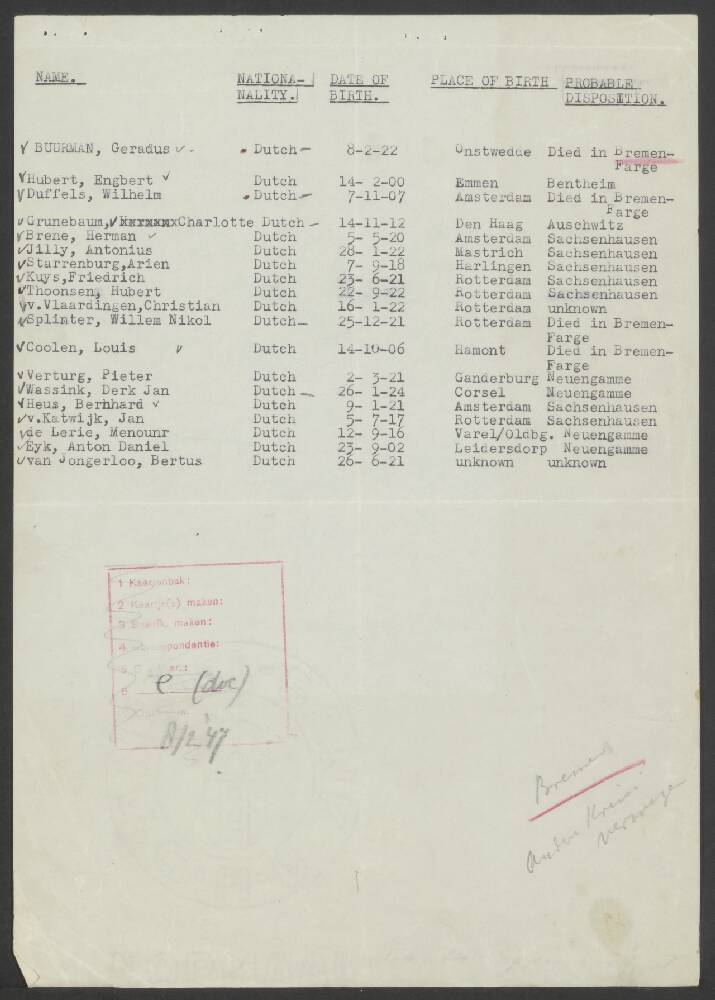 NAME. NATIONA- DATE OF PLACE OF BIRTH PROBABLE
NALITY. BIRTH. DISPOSITION.
BUURMAN, Geradus Dutch 8-2-22 Onstwedde Died in Bremen-
Farge
Hubert, Engbert Dutch 14- 2-00 Emmen Bentheim
Duffels, Wilhelm Dutch 7-11-07 Amsterdam Died in Bremen-
Farge
Grunebaum, Charlotte Dutch 14-11-12 Den Haag Auschwitz
Brene, Herman Dutch 5- 5-20 Amsterdam Sachsenhausen
Jilly, Antonius Dutch 28- 1-22 Mastrich Sachsenhausen
Starrenburg,Arien Dutch 7- 9-18 Harlingen Sachsenhausen
Kuys,Friedrich Dutch 23- 6-21 Rotterdam Sachsenhausen
Thoonsen, Hubert Dutch 22- 9-22 Rotterdam Sachsenhausen
v.Vlaardingen,Christian Dutch 16- 1-22 Rotterdam unknown
Splinter, Willem Nikol Dutch 25-12-21 Rotterdam Died in Bremen-
Farge
Coolen, Louis Dutch 14-10-06 Hamont Died in Bremen-
Farge
Verturg, Pieter Dutch 2- 3-21 Ganderburg Neuengamme
Wassink, Derk Jan Dutch 26- 1-24 Corsel Neuengamme
Heus, Bernhard Dutch 9- 1-21 Amsterdam Sachsenhausen
v.Katwijk, Jan Dutch 5- 7-17 Rotterdam Sachsenhausen
de Lerie, Menounr Dutch 12- 9-16 Varel/Oldbg. Neuengamme
Eyk, Anton Daniel Dutch 23- 9-02 Leidersdorp Neuengamme
van Jongerloo, Bertus Dutch 26- 6-21 unknown unknown
1 Kaartenbak:
2 Kaartje(s) maken:
3 maken:
4 pondentie:
5
6 e (doc)
8/2 '47
Bremen
Andere